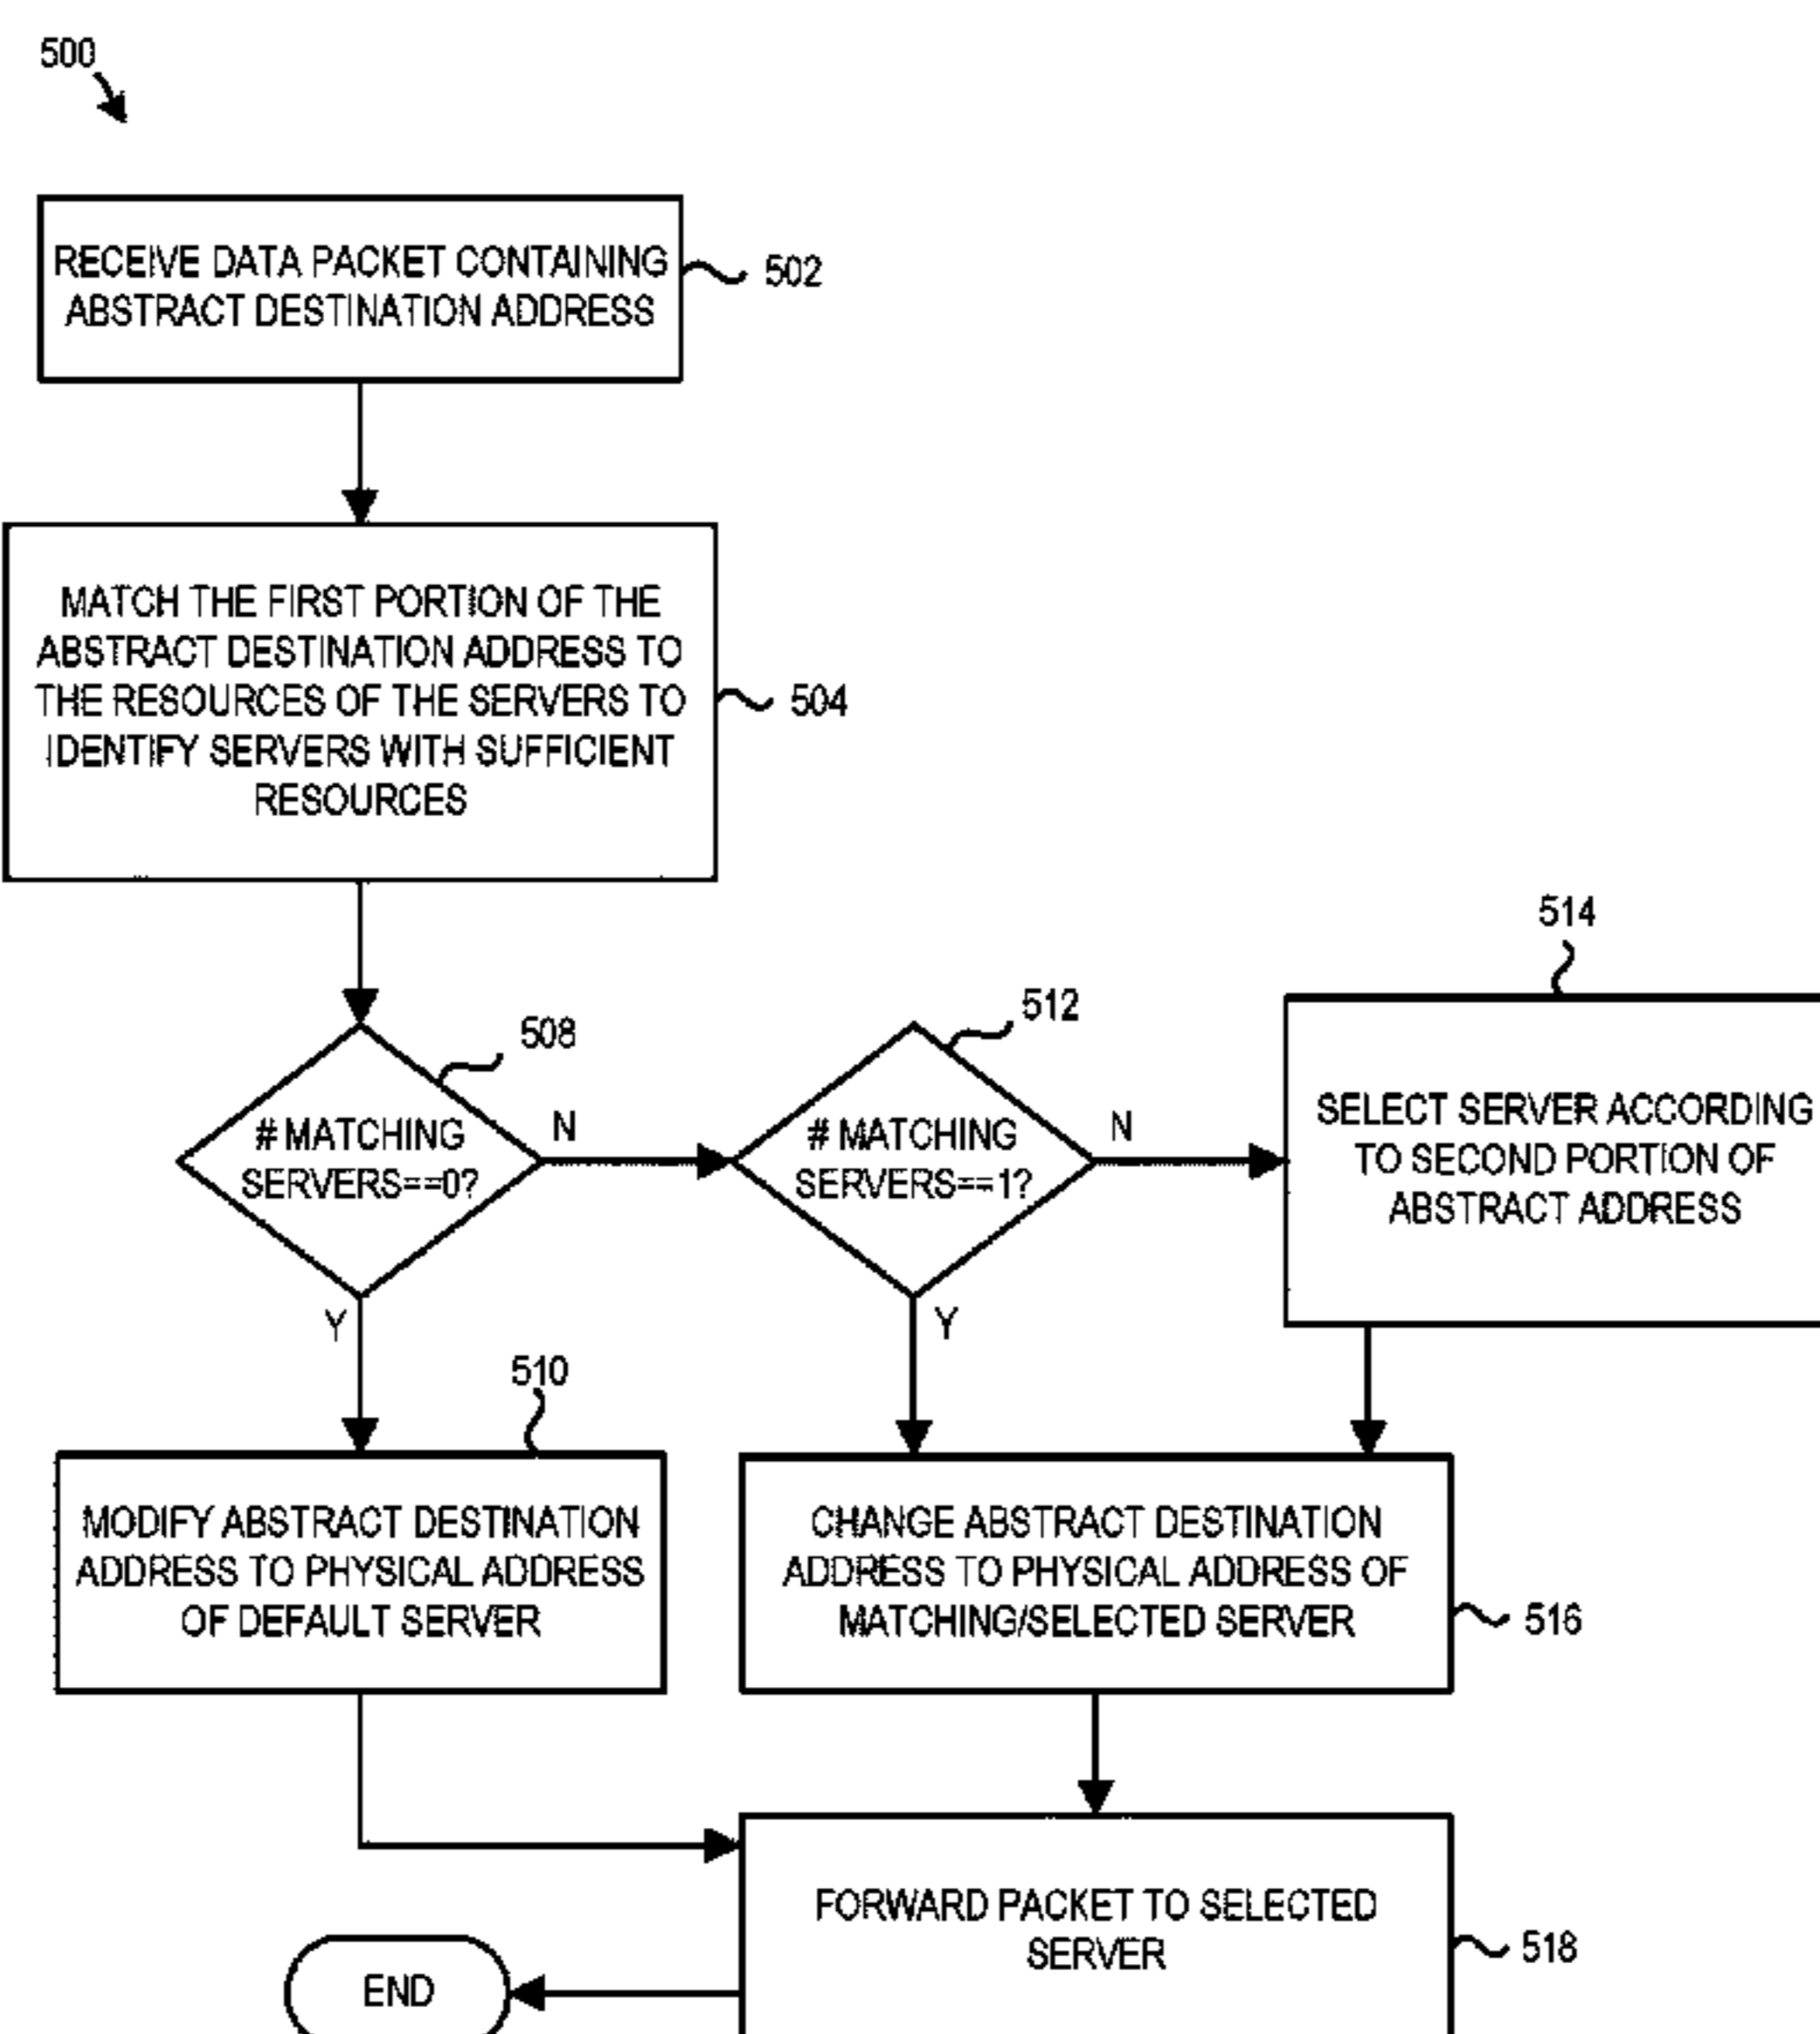 500
RECEIVE DATA PACKET CONTAINING
ABSTRACT DESTINATION ADDRESS
502
MATCH THE FIRST PORTION OF THE
ABSTRACT DESTINATION ADDRESS TO
THE RESOURCES OF THE SERVERS TO
IDENTIFY SERVERS WITH SUFFICIENT
RESOURCES
504
508
# MATCHING
SERVERS==0?
N
Y
512
# MATCHING
SERVERS==1?
N
Y
514
SELECT SERVER ACCORDING
TO SECOND PORTION OF
ABSTRACT ADDRESS
510
MODIFY ABSTRACT DESTINATION
ADDRESS TO PHYSICAL ADDRESS
OF DEFAULT SERVER
CHANGE ABSTRACT DESTINATION
ADDRESS TO PHYSICAL ADDRESS OF
MATCHING/SELECTED SERVER
516
FORWARD PACKET TO SELECTED
SERVER
518
END